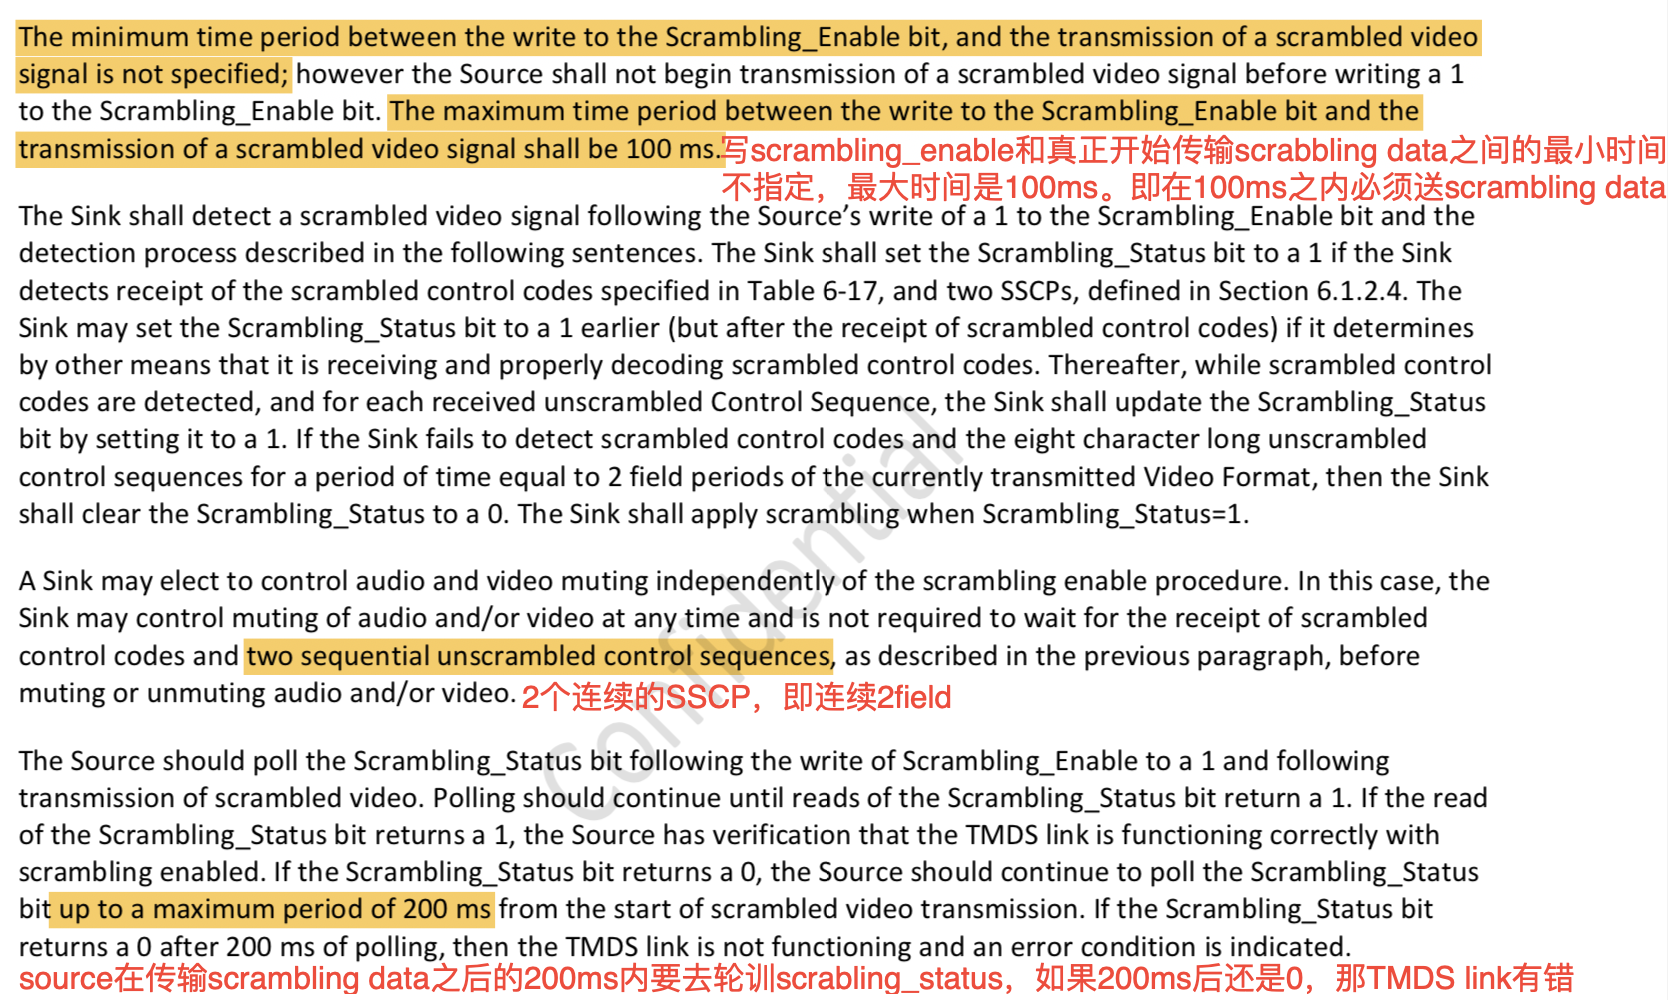 The minimum time period between the write to the Scrambling_Enable bit, and the transmission of a scrambled video
signal is not specified; however the Source shall not begin transmission of a scrambled video signal before writing a 1
to the Scrambling_Enable bit. The maximum time period between the write to the Scrambling_Enable bit and the
transmission of a scrambled video signal shall be 100 ms.写scrambling_enable和真正开始传输scrabbling data之间的最小时间
不指定，最大时间是100ms。即在100ms之内必须送scrambling data
The Sink shall detect a scrambled video signal following the Source’s write of a 1 to the Scrambling_Enable bit and the
detection process described in the following sentences. The Sink shall set the Scrambling_Status bit to a 1 if the Sink
detects receipt of the scrambled control codes specified in Table 6-17, and two SSCPs, defined in Section 6.1.2.4. The
Sink may set the Scrambling_Status bit to a 1 earlier (but after the receipt of scrambled control codes) if it determines
by other means that it is receiving and properly decoding scrambled control codes. Thereafter, while scrambled control
codes are detected, and for each received unscrambled Control Sequence, the Sink shall update the Scrambling_Status
bit by setting it to a 1. If the Sink fails to detect scrambled control codes and the eight character long unscrambled
control sequences for a period of time equal to 2 field periods of the currently transmitted Video Format, then the Sink
shall clear the Scrambling_Status to a 0. The Sink shall apply scrambling when Scrambling_Status=1.
A Sink may elect to control audio and video muting independently of the scrambling enable procedure. In this case, the
Sink may control muting of audio and/or video at any time and is not required to wait for the receipt of scrambled
control codes and two sequential unscrambled control sequences, as described in the previous paragraph, before
muting or unmuting audio and/or video. 2个连续的SSCP，即连续2field
The Source should poll the Scrambling_Status bit following the write of Scrambling_Enable to a 1 and following
transmission of scrambled video. Polling should continue until reads of the Scrambling_Status bit return a 1. If the read
of the Scrambling_Status bit returns a 1, the Source has verification that the TMDS link is functioning correctly with
scrambling enabled. If the Scrambling_Status bit returns a 0, the Source should continue to poll the Scrambling_Status
bit up to a maximum period of 200 ms from the start of scrambled video transmission. If the Scrambling_Status bit
returns a 0 after 200 ms of polling, then the TMDS link is not functioning and an error condition is indicated.
source在传输scrambling data之后的200ms内要去轮训scrabling_status，如果200ms后还是0，那TMDS link有错
Confidential